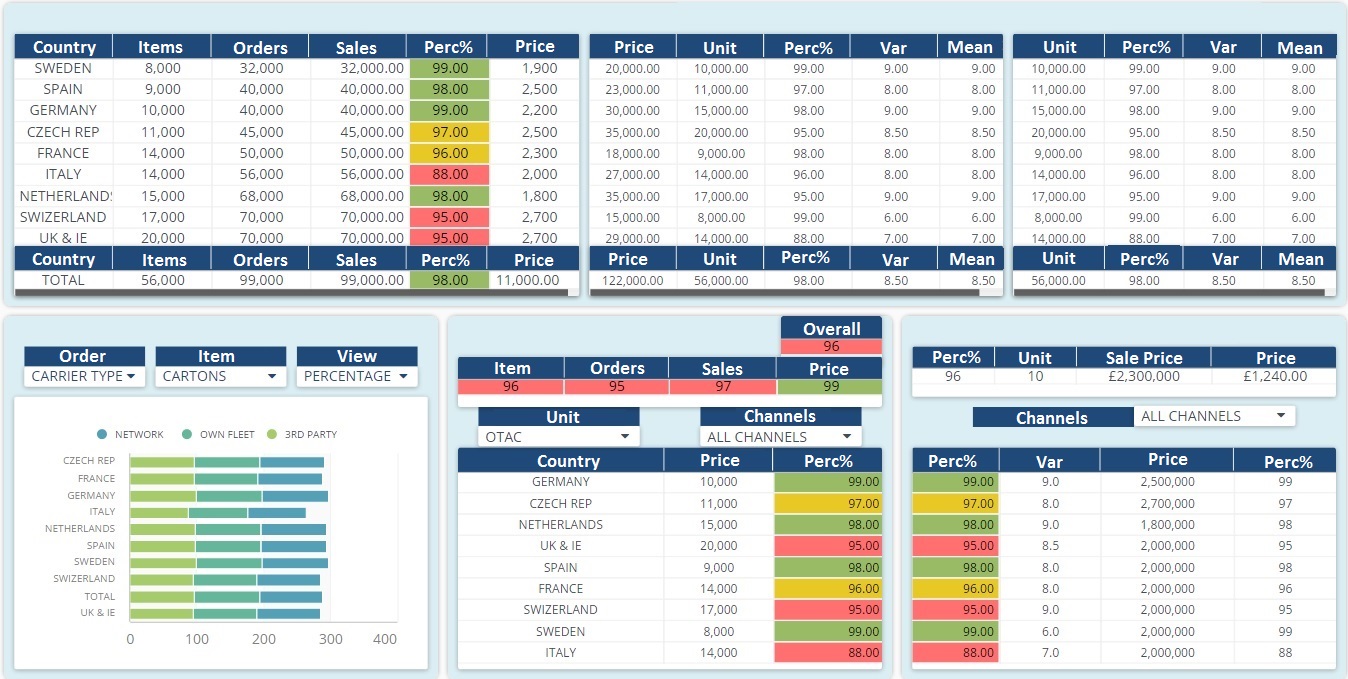 Country Items Orders Sales Perc% Price
SWEDEN 8,000 32,000 32,000.00 99.00 1,900
SPAIN 9,000 40,000 40,000.00 98.00 2,500
GERMANY 10,000 40,000 40,000.00 99.00 2,200
CZECH REP 11,000 45,000 45,000.00 97.00 2,500
FRANCE 14,000 50,000 50,000.00 96.00 2,300
ITALY 14,000 56,000 56,000.00 88.00 2,000
NETHERLANDS 15,000 68,000 68,000.00 98.00 1,800
SWIZERLAND 17,000 70,000 70,000.00 95.00 2,700
UK & IE 20,000 70,000 70,000.00 95.00 2,700
Country Items Orders Sales Perc% Price
TOTAL 56,000 99,000 99,000.00 98.00 11,000.00
Price Unit Perc% Var Mean
20,000.00 10,000.00 99.00 9.00 9.00
23,000.00 11,000.00 97.00 8.00 8.00
30,000.00 15,000.00 98.00 9.00 9.00
35,000.00 20,000.00 95.00 8.50 8.50
18,000.00 9,000.00 98.00 8.00 8.00
27,000.00 14,000.00 96.00 8.00 8.00
35,000.00 17,000.00 95.00 9.00 9.00
15,000.00 8,000.00 99.00 6.00 6.00
29,000.00 14,000.00 88.00 7.00 7.00
Price Unit Perc% Var Mean
122,000.00 56,000.00 98.00 8.50 8.50
Unit Perc% Var Mean
10,000.00 99.00 9.00 9.00
11,000.00 97.00 8.00 8.00
15,000.00 98.00 9.00 9.00
20,000.00 95.00 8.50 8.50
9,000.00 98.00 8.00 8.00
14,000.00 96.00 8.00 8.00
17,000.00 95.00 9.00 9.00
8,000.00 99.00 6.00 6.00
14,000.00 88.00 7.00 7.00
Unit Perc% Var Mean
56,000.00 98.00 8.50 8.50
Order Item View
CARRIER TYPE CARTONS PERCENTAGE
NETWORK OWN FLEET 3RD PARTY
CZECH REP
FRANCE
GERMANY
ITALY
NETHERLANDS
SPAIN
SWEDEN
SWIZERLAND
TOTAL
UK & IE
0 100 200 300 400
Overall
96
Item Orders Sales Price
96 95 97 99
Unit Channels
OTAC ALL CHANNELS
Country Price Perc%
GERMANY 10,000 99.00
CZECH REP 11,000 97.00
NETHERLANDS 15,000 98.00
UK & IE 20,000 95.00
SPAIN 9,000 98.00
FRANCE 14,000 96.00
SWIZERLAND 17,000 95.00
SWEDEN 8,000 99.00
ITALY 14,000 88.00
Perc% Unit Sale Price Price
96 10 £2,300,000 £1,240.00
Channels ALL CHANNELS
Perc% Var Price Perc%
99.00 9.0 2,500,000 99
97.00 8.0 2,700,000 97
98.00 9.0 1,800,000 98
95.00 8.5 2,000,000 95
98.00 8.0 2,000,000 98
96.00 8.0 2,000,000 96
95.00 9.0 2,000,000 95
99.00 6.0 2,000,000 99
88.00 7.0 2,000,000 88